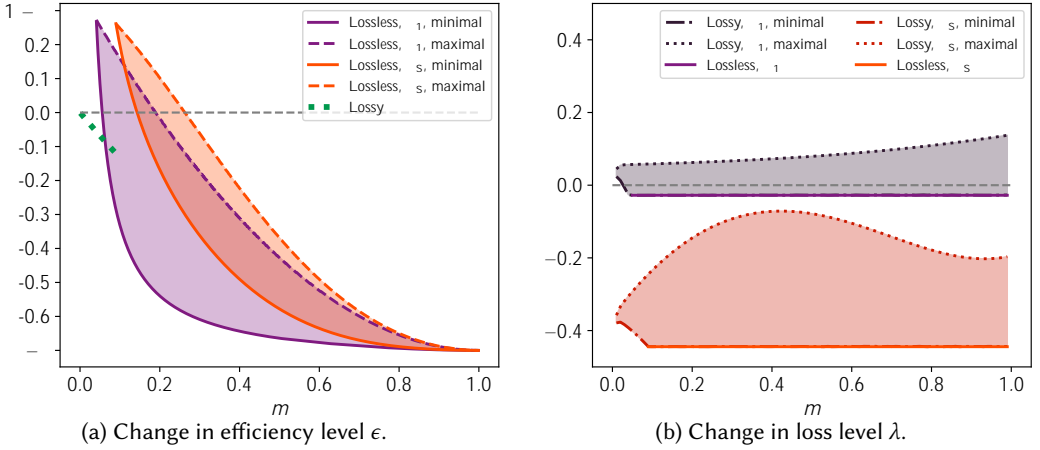 1 –
0.2
0.1
0.0
-0.1
-0.2
-0.3
-0.4
-0.5
-0.6
–
0.0 0.2 0.4 0.6 0.8 1.0
m
Lossless, 1, minimal
Lossless, 1, maximal
Lossless, S, minimal
Lossless, S, maximal
Lossy
(a) Change in efficiency level ϵ.
0.4
0.2
0.0
−0.2
−0.4
0.0 0.2 0.4 0.6 0.8 1.0
m
Lossy, 1, minimal
Lossy, 1, maximal
Lossless, 1
Lossy, S, minimal
Lossy, S, maximal
Lossless, S
(b) Change in loss level λ.